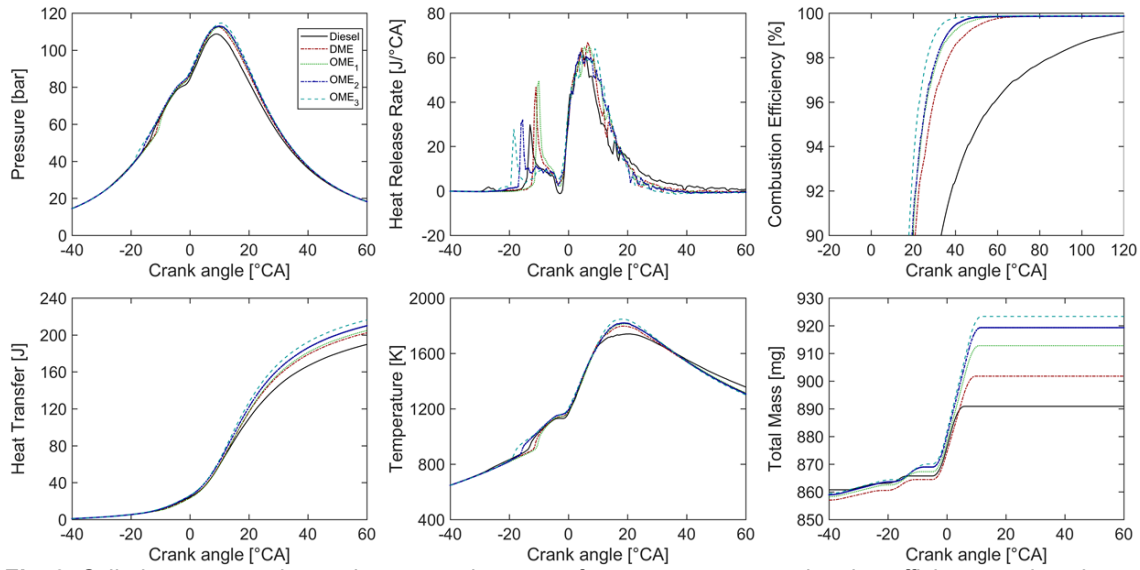 120
100
80
60
40
20
0
-40 -20 0 20 40 60
Pressure [bar]
Crank angle [°CA]
Diesel
DME
OME1
OME2
OME3
80
60
40
20
0
-20
-40 -20 0 20 40 60
Heat Release Rate [J/°CA]
Crank angle [°CA]
100
98
96
94
92
90
-20 0 20 40 60 80 100 120
Combustion Efficiency [%]
Crank angle [°CA]
240
200
160
120
80
40
0
-40 -20 0 20 40 60
Heat Transfer [J]
Crank angle [°CA]
2000
1600
1200
800
400
-40 -20 0 20 40 60
Temperature [K]
Crank angle [°CA]
920
910
900
890
880
870
860
850
-40 -20 0 20 40 60
Total Mass [mg]
Crank angle [°CA]